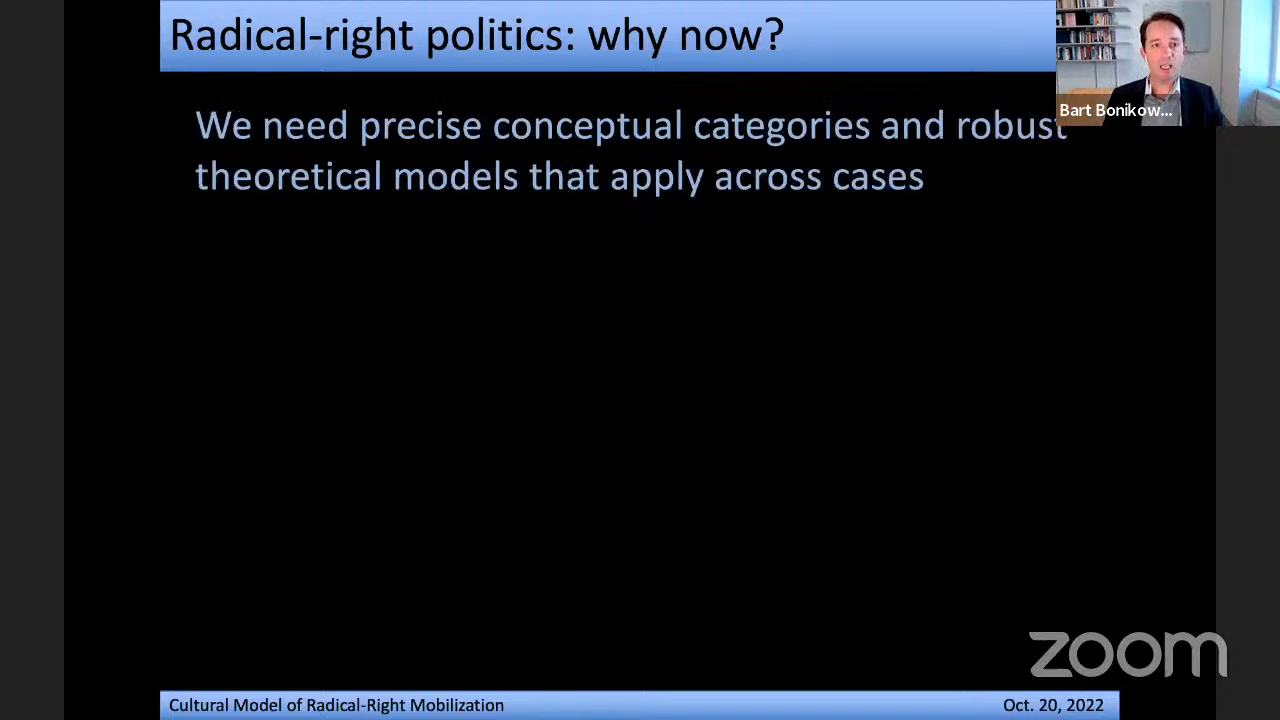 Radical-right politics: why now?
Bart Bonikow...
We need precise conceptual categories and robust
theoretical models that apply across cases
zoom
Cultural Model of Radical-Right Mobilization
Oct. 20, 2022